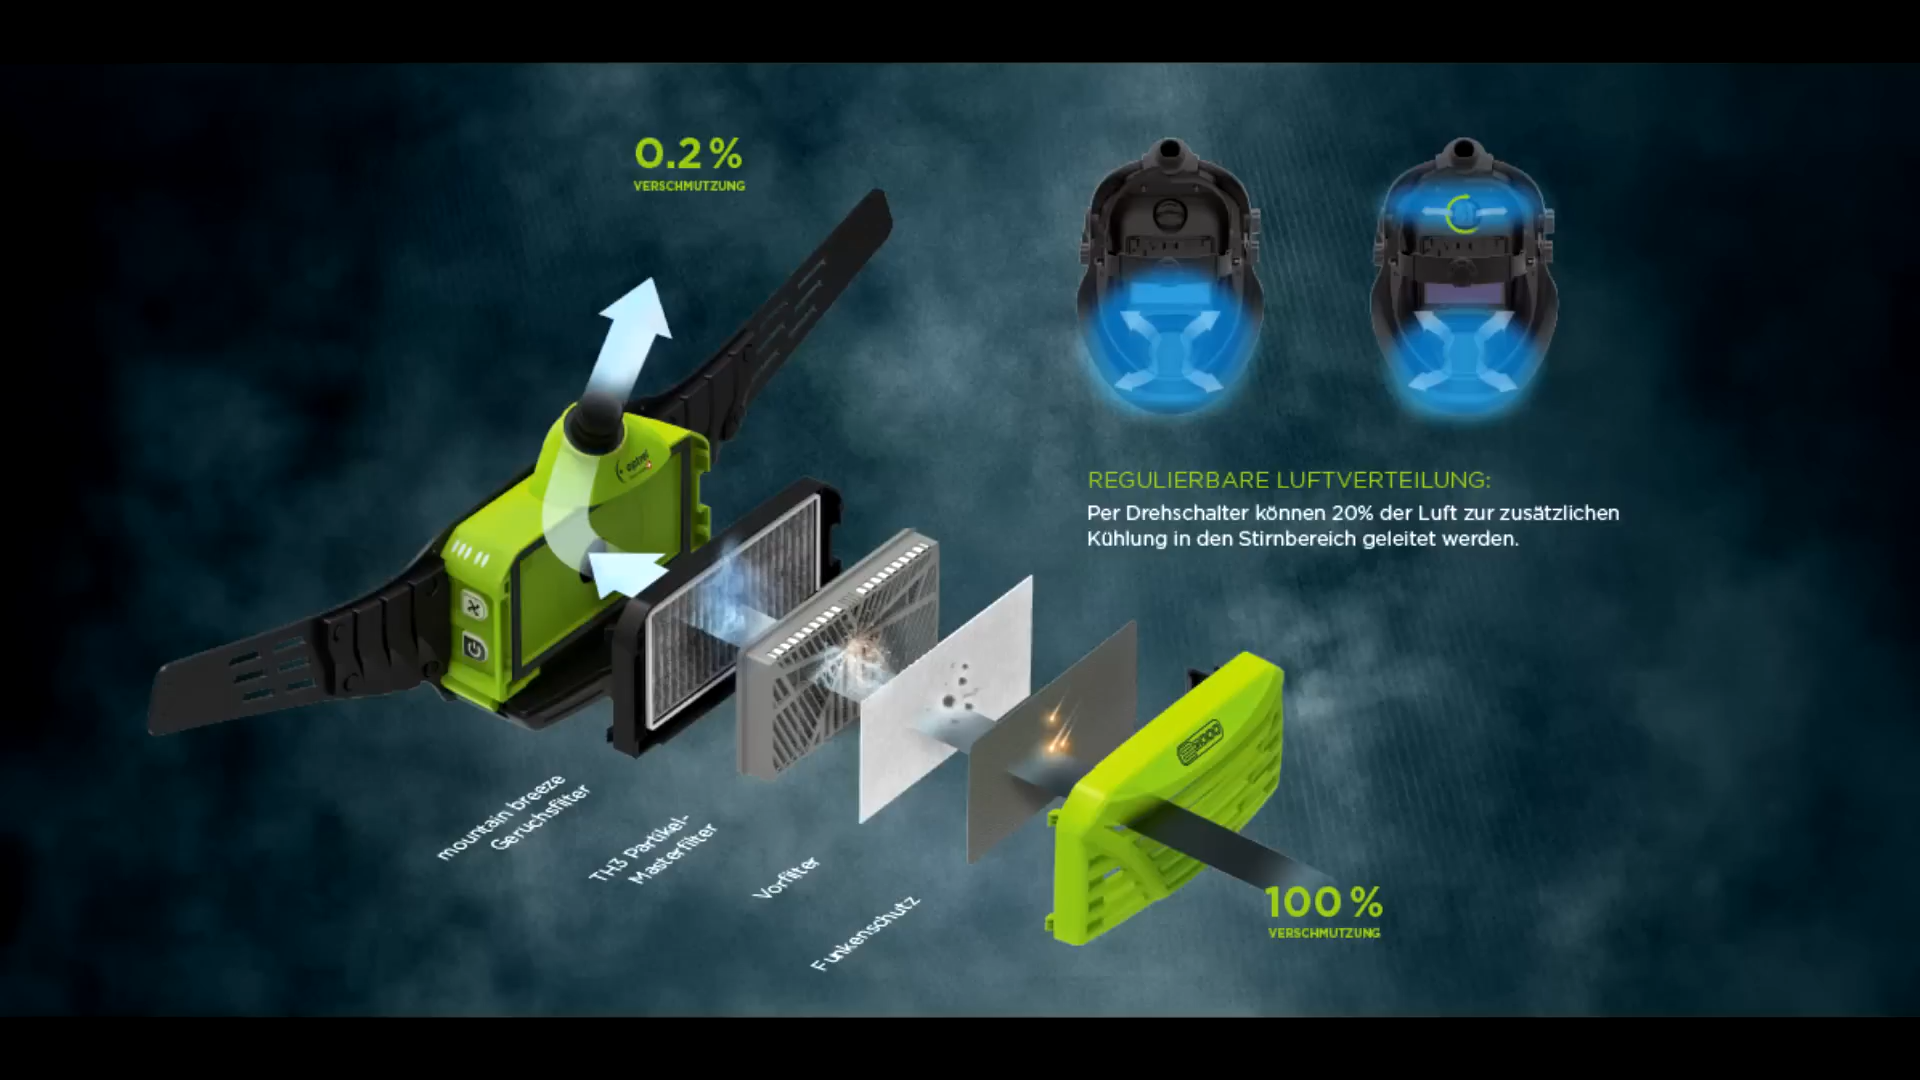 0.2 %
VERSCHMUTZUNG
optrel
REGULIERBARE LUFTVERTEILUNG:
Per Drehschalter können 20% der Luft zur zusätzlichen
Kühlung in den Stirnbereich geleitet werden.
mountain breeze
Geruchsfilter
TH3 Partikel-
Masterfilter
Vorfilter
Funkenschutz
100 %
VERSCHMUTZUNG